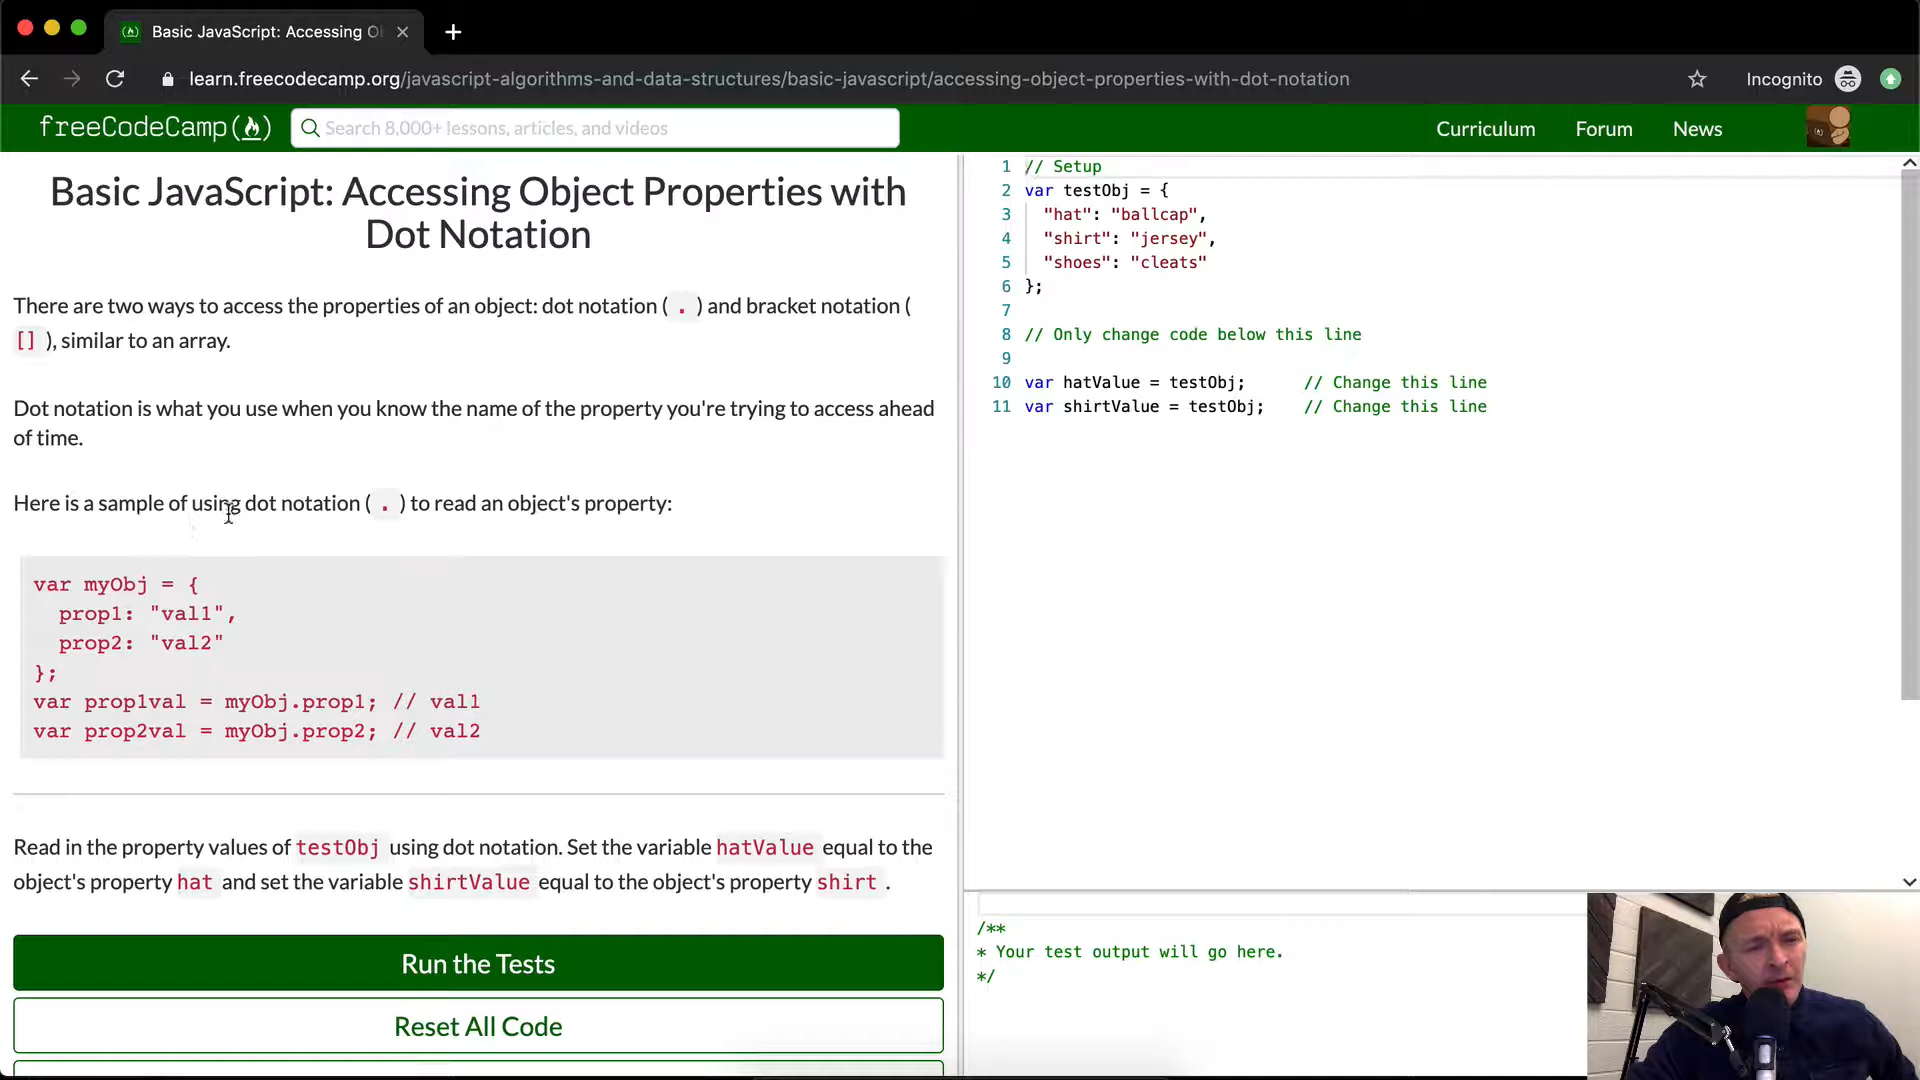 Basic JavaScript: Accessing O
learn.freecodecamp.org/javascript-algorithms-and-data-structures/basic-javascript/accessing-object-properties-with-dot-notation
Incognito
freeCodeCamp
Search 8,000+ lessons, articles, and videos
Curriculum
Forum
News
Basic JavaScript: Accessing Object Properties with
Dot Notation
There are two ways to access the properties of an object: dot notation ( . ) and bracket notation (
[] ), similar to an array.
Dot notation is what you use when you know the name of the property you're trying to access ahead
of time.
Here is a sample of using dot notation ( . ) to read an object's property:
var myObj = {
  prop1: "val1",
  prop2: "val2"
};
var prop1val = myObj.prop1; // val1
var prop2val = myObj.prop2; // val2
Read in the property values of testObj using dot notation. Set the variable hatValue equal to the
object's property hat and set the variable shirtValue equal to the object's property shirt .
Run the Tests
Reset All Code
1 // Setup
2 var testObj = {
3   "hat": "ballcap",
4   "shirt": "jersey",
5   "shoes": "cleats"
6 };
7
8 // Only change code below this line
9
10 var hatValue = testObj;      // Change this line
11 var shirtValue = testObj;    // Change this line
/**
* Your test output will go here.
*/